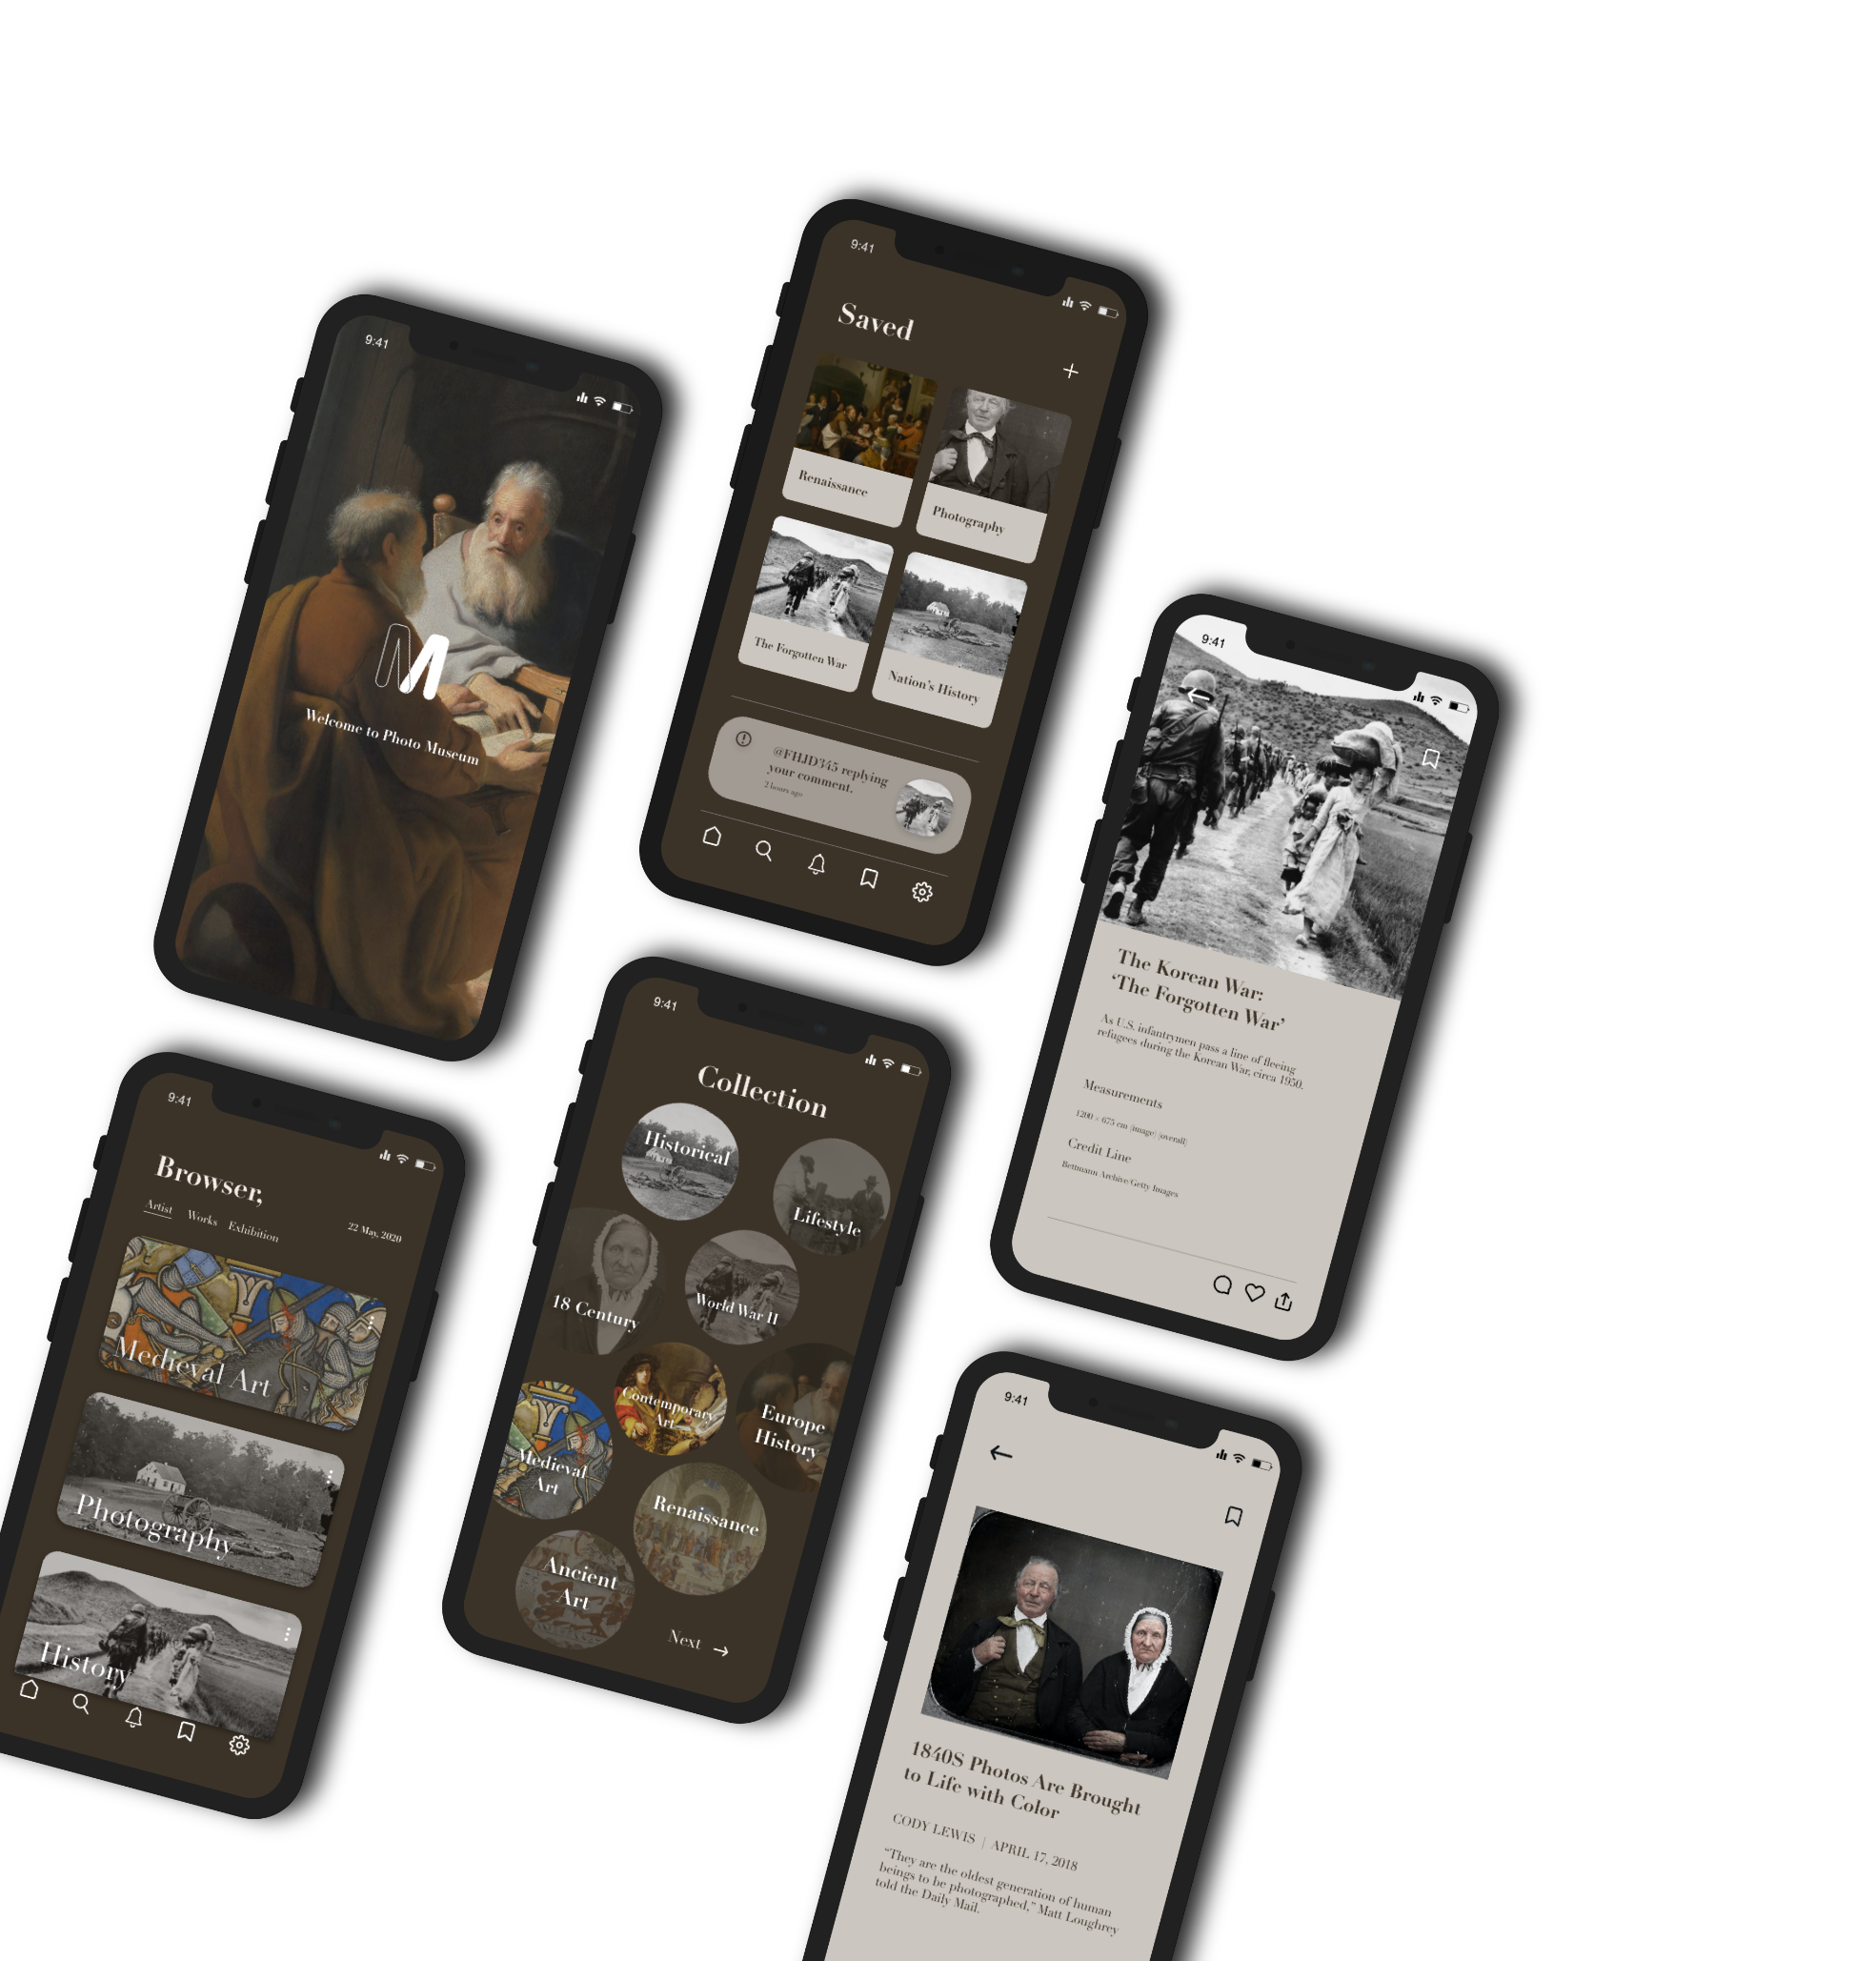 9:41
Welcome to Photo Museum
9:41
Saved
Renaissance
Photography
The Forgotten War
Nation's History
@FHJD345 replying
your comment.
2 hours ago
9:41
The Korean War:
‘The Forgotten War’
As U.S. infantrymen pass a line of fleeing
refugees during the Korean War, circa 1950.
Measurements
1200 × 675 cm (image) (overall)
Credit Line
Bettmann Archive/Getty Images
9:41
Browser,
Artist Works Exhibition
22 May, 2020
Medieval Art
Photography
History
9:41
Collection
Historical
Lifestyle
18 Century
World War II
Contemporary
Art
Europe
History
Medieval
Art
Renaissance
Ancient
Art
Next →
9:41
1840S Photos Are Brought
to Life with Color
CODY LEWIS | APRIL 17, 2018
“They are the oldest generation of human
beings to be photographed,” Matt Loughrey
told the Daily Mail.